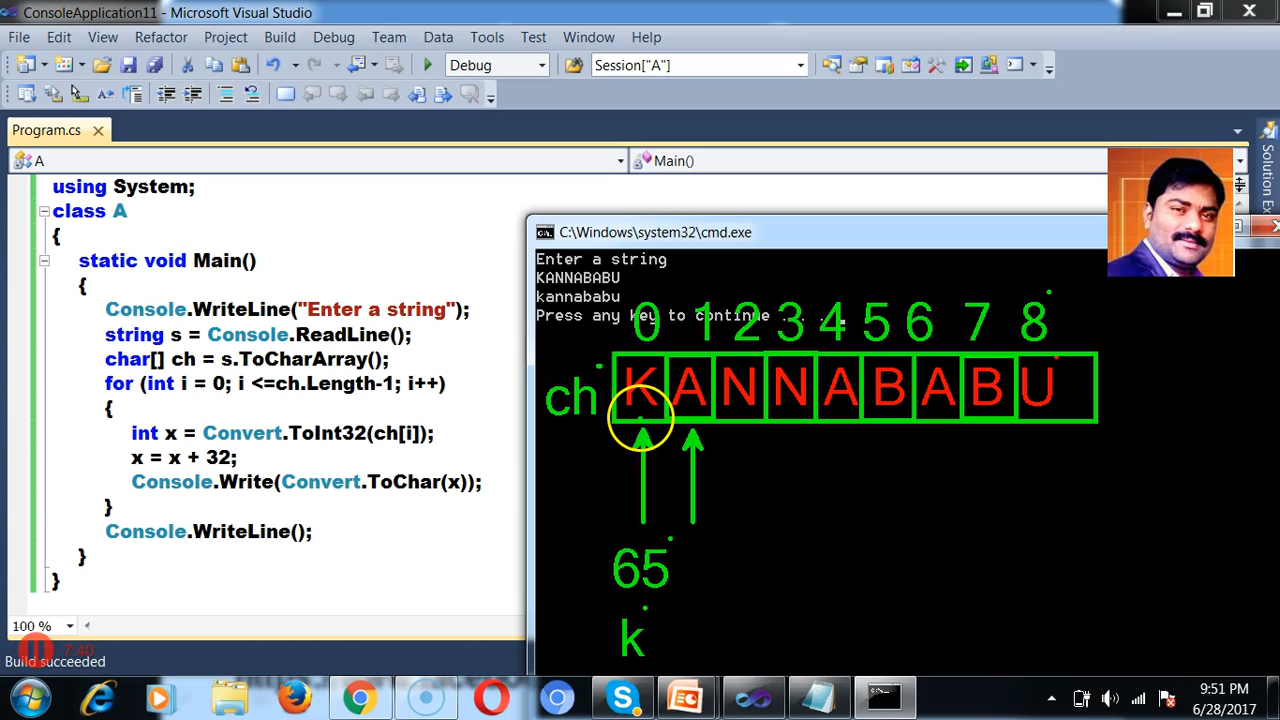 ConsoleApplication11 - Microsoft Visual Studio
File Edit View Refactor Project Build Debug Team Data Tools Test Window Help
Debug Session["A"]
Program.cs
A Main()
Solution Ex
using System;
class A
{
static void Main()
{
Console.WriteLine("Enter a string");
string s = Console.ReadLine();
char[] ch = s.ToCharArray();
for (int i = 0; i <=ch.Length-1; i++)
{
int x = Convert.ToInt32(ch[i]);
x = x + 32;
Console.Write(Convert.ToChar(x));
}
Console.WriteLine();
}
}
100 %
7:40
Build succeeded
C:\Windows\system32\cmd.exe
Enter a string
KANNABABU
kannababu
Press any key to continue . . .
0 1 2 3 4 5 6 7 8
ch K A N N A B A B U
65
k
9:51 PM
6/28/2017